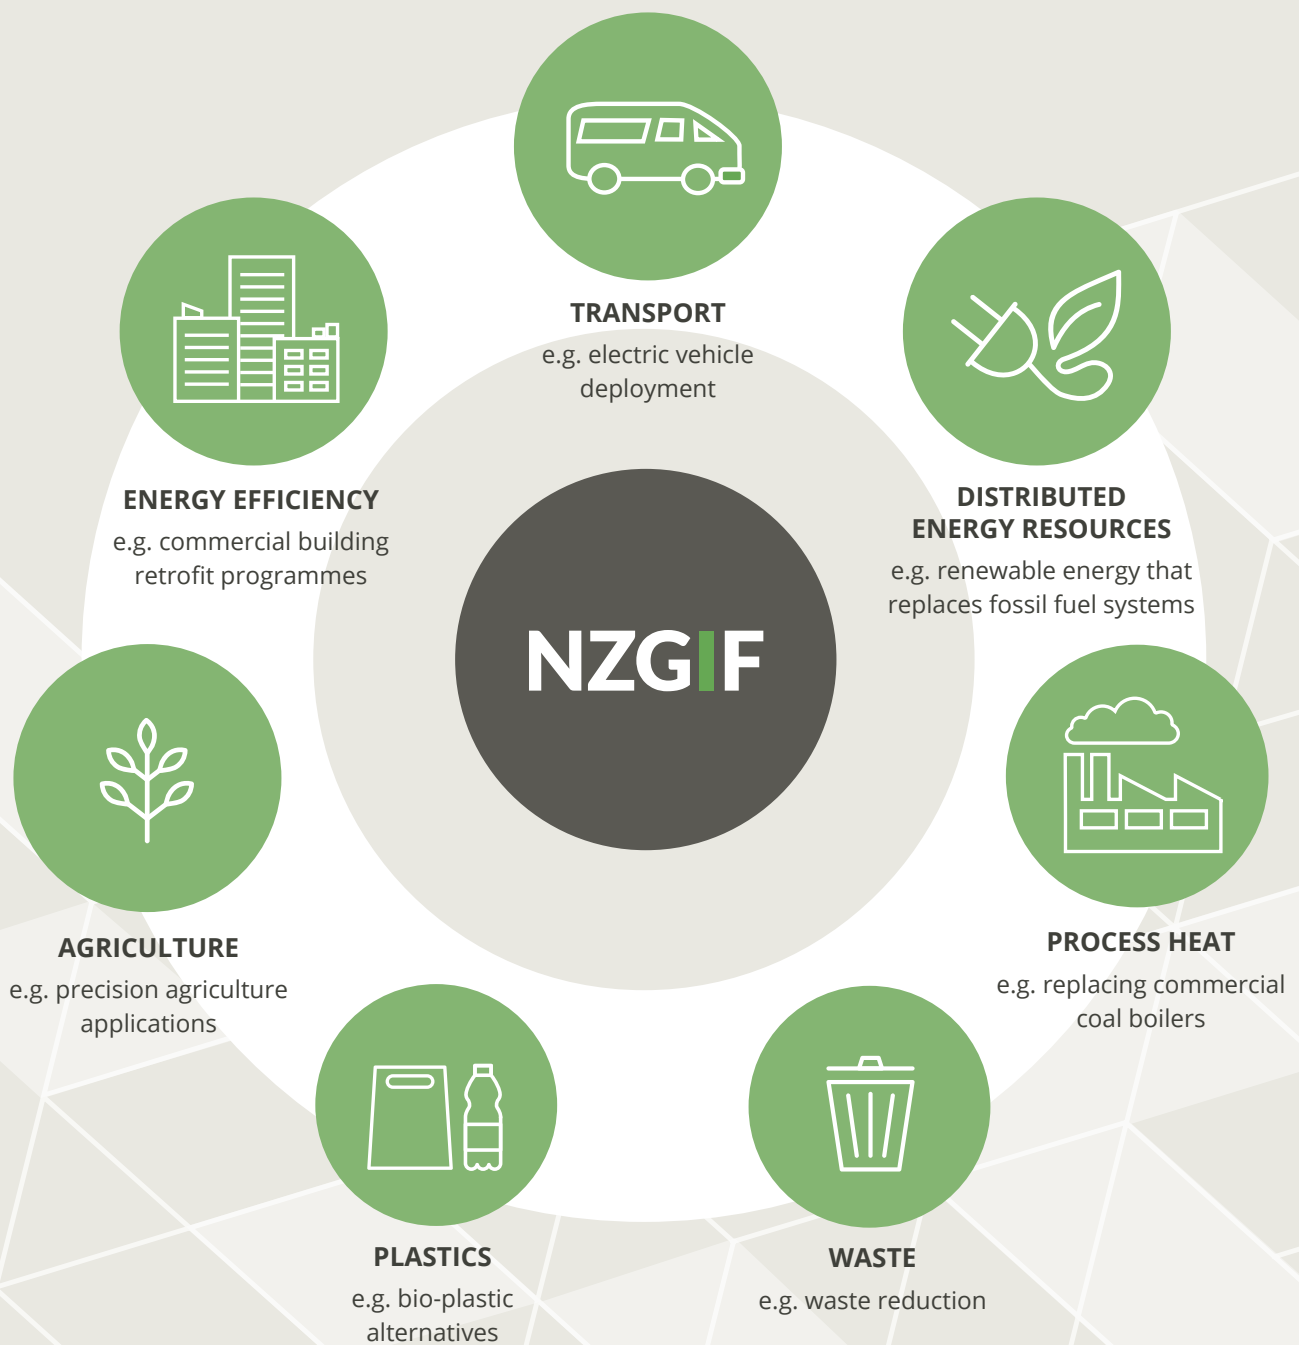 TRANSPORT
e.g. electric vehicle
deployment
DISTRIBUTED
ENERGY RESOURCES
e.g. renewable energy that
replaces fossil fuel systems
ENERGY EFFICIENCY
e.g. commercial building
retrofit programmes
NZGIF
PROCESS HEAT
e.g. replacing commercial
coal boilers
AGRICULTURE
e.g. precision agriculture
applications
PLASTICS
e.g. bio-plastic
alternatives
WASTE
e.g. waste reduction